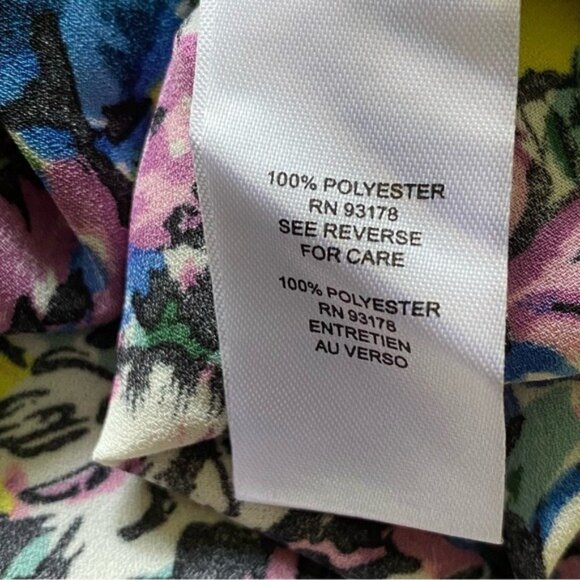 100% POLYESTER
RN 93178
SEE REVERSE
FOR CARE
100% POLYESTER
RN 93178
ENTRETIEN
AU VERSO